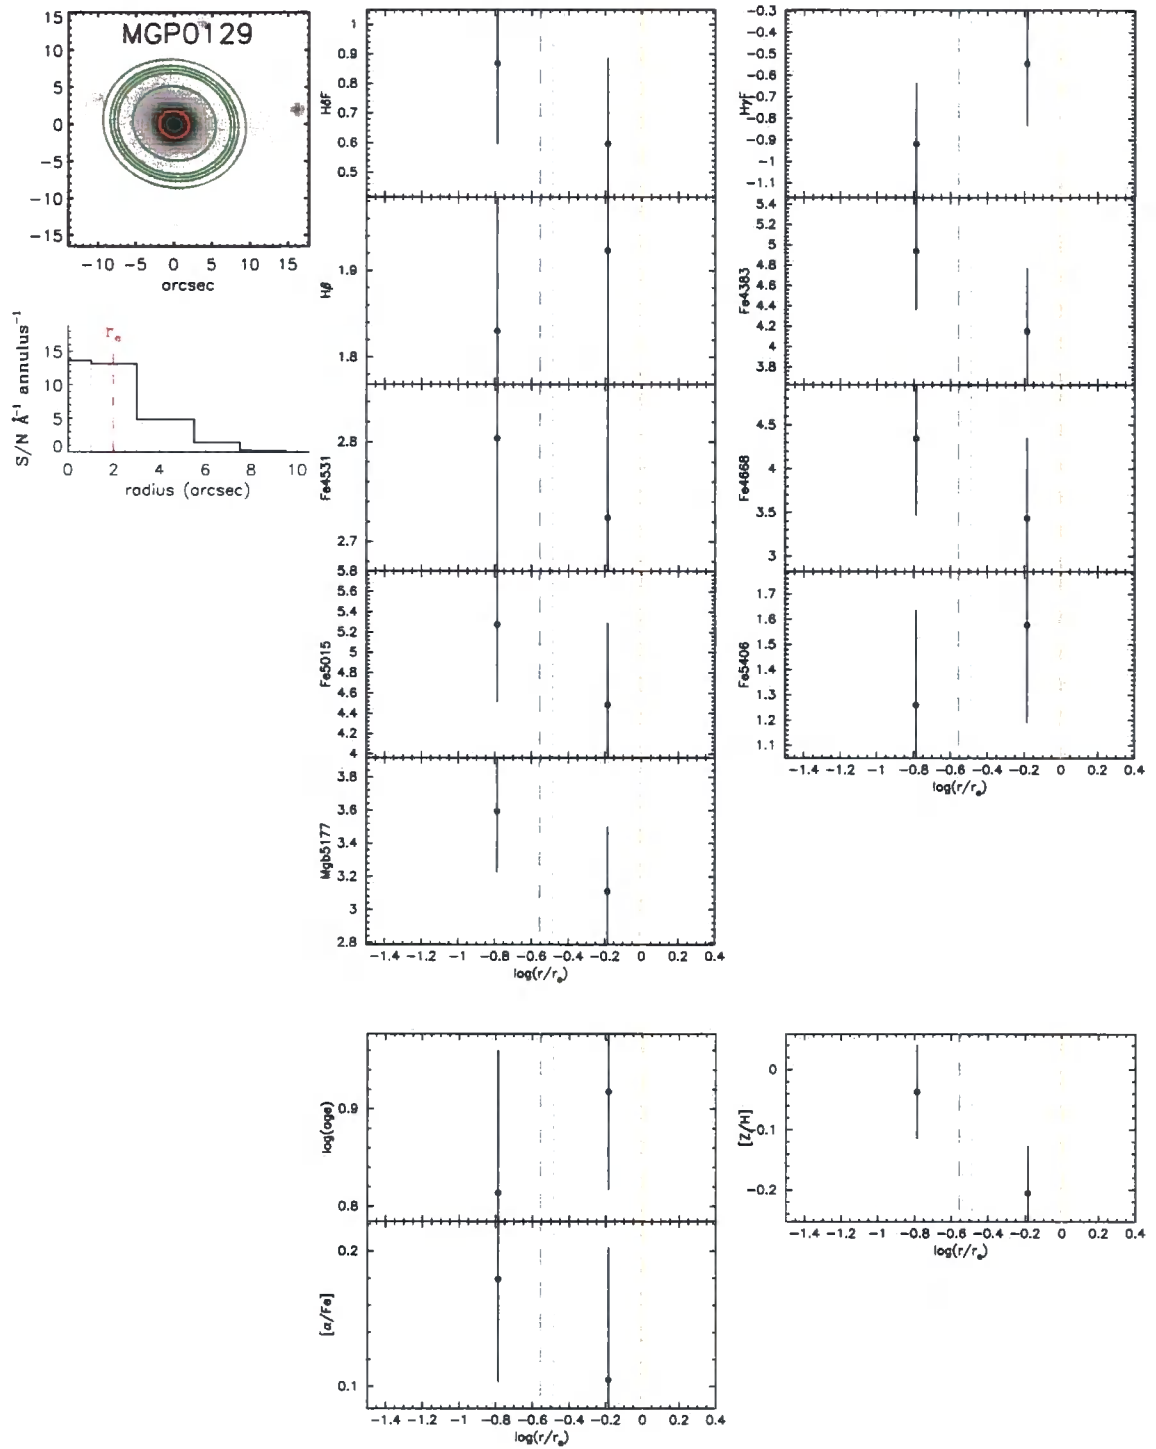 MGP0129
15
10
5
0
−5
−10
−15
−10 −5 0 5 10 15
arcsec
S/N Å⁻¹ annulus⁻¹
rₑ
15
10
5
0
0 2 4 6 8 10
radius (arcsec)
HδF
1
0.9
0.8
0.7
0.6
0.5
Hβ
1.9
1.8
Fe4531
2.8
2.7
Fe5015
5.8
5.6
5.4
5.2
5
4.8
4.6
4.4
4.2
4
Mgb5177
3.8
3.6
3.4
3.2
3
2.8
−1.4 −1.2 −1 −0.8 −0.6 −0.4 −0.2 0 0.2 0.4
log(r/rₑ)
HγF
−0.3
−0.4
−0.5
−0.6
−0.7
−0.8
−0.9
−1
−1.1
Fe4383
5.4
5.2
5
4.8
4.6
4.4
4.2
4
3.8
Fe4668
4.5
4
3.5
3
Fe5406
1.7
1.6
1.5
1.4
1.3
1.2
1.1
−1.4 −1.2 −1 −0.8 −0.6 −0.4 −0.2 0 0.2 0.4
log(r/rₑ)
log(age)
0.9
0.8
[α/Fe]
0.2
0.1
−1.4 −1.2 −1 −0.8 −0.6 −0.4 −0.2 0 0.2 0.4
log(r/rₑ)
[Z/H]
0
−0.1
−0.2
−1.4 −1.2 −1 −0.8 −0.6 −0.4 −0.2 0 0.2 0.4
log(r/rₑ)